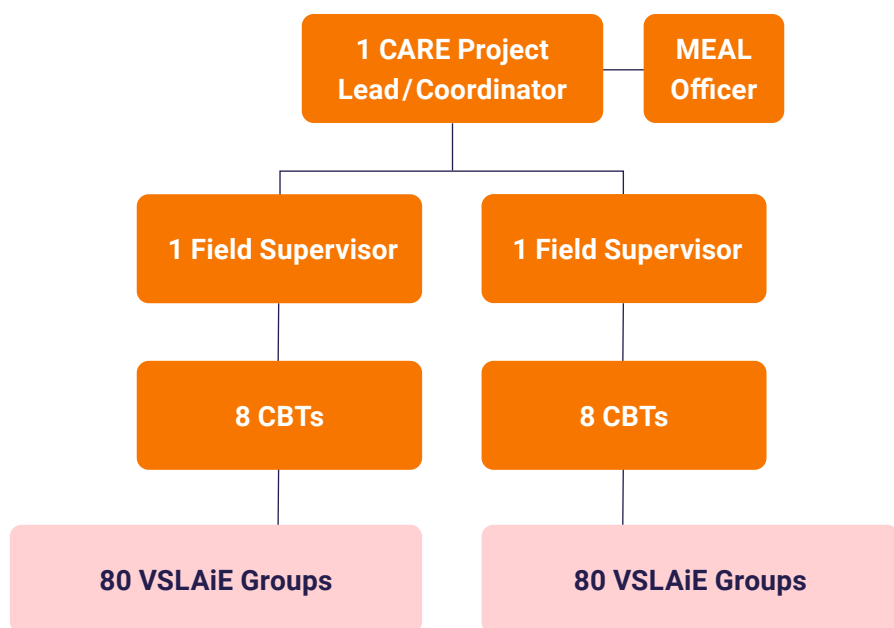 1 CARE Project
Lead/Coordinator
MEAL
Officer
1 Field Supervisor
1 Field Supervisor
8 CBTs
8 CBTs
80 VSLAiE Groups
80 VSLAiE Groups